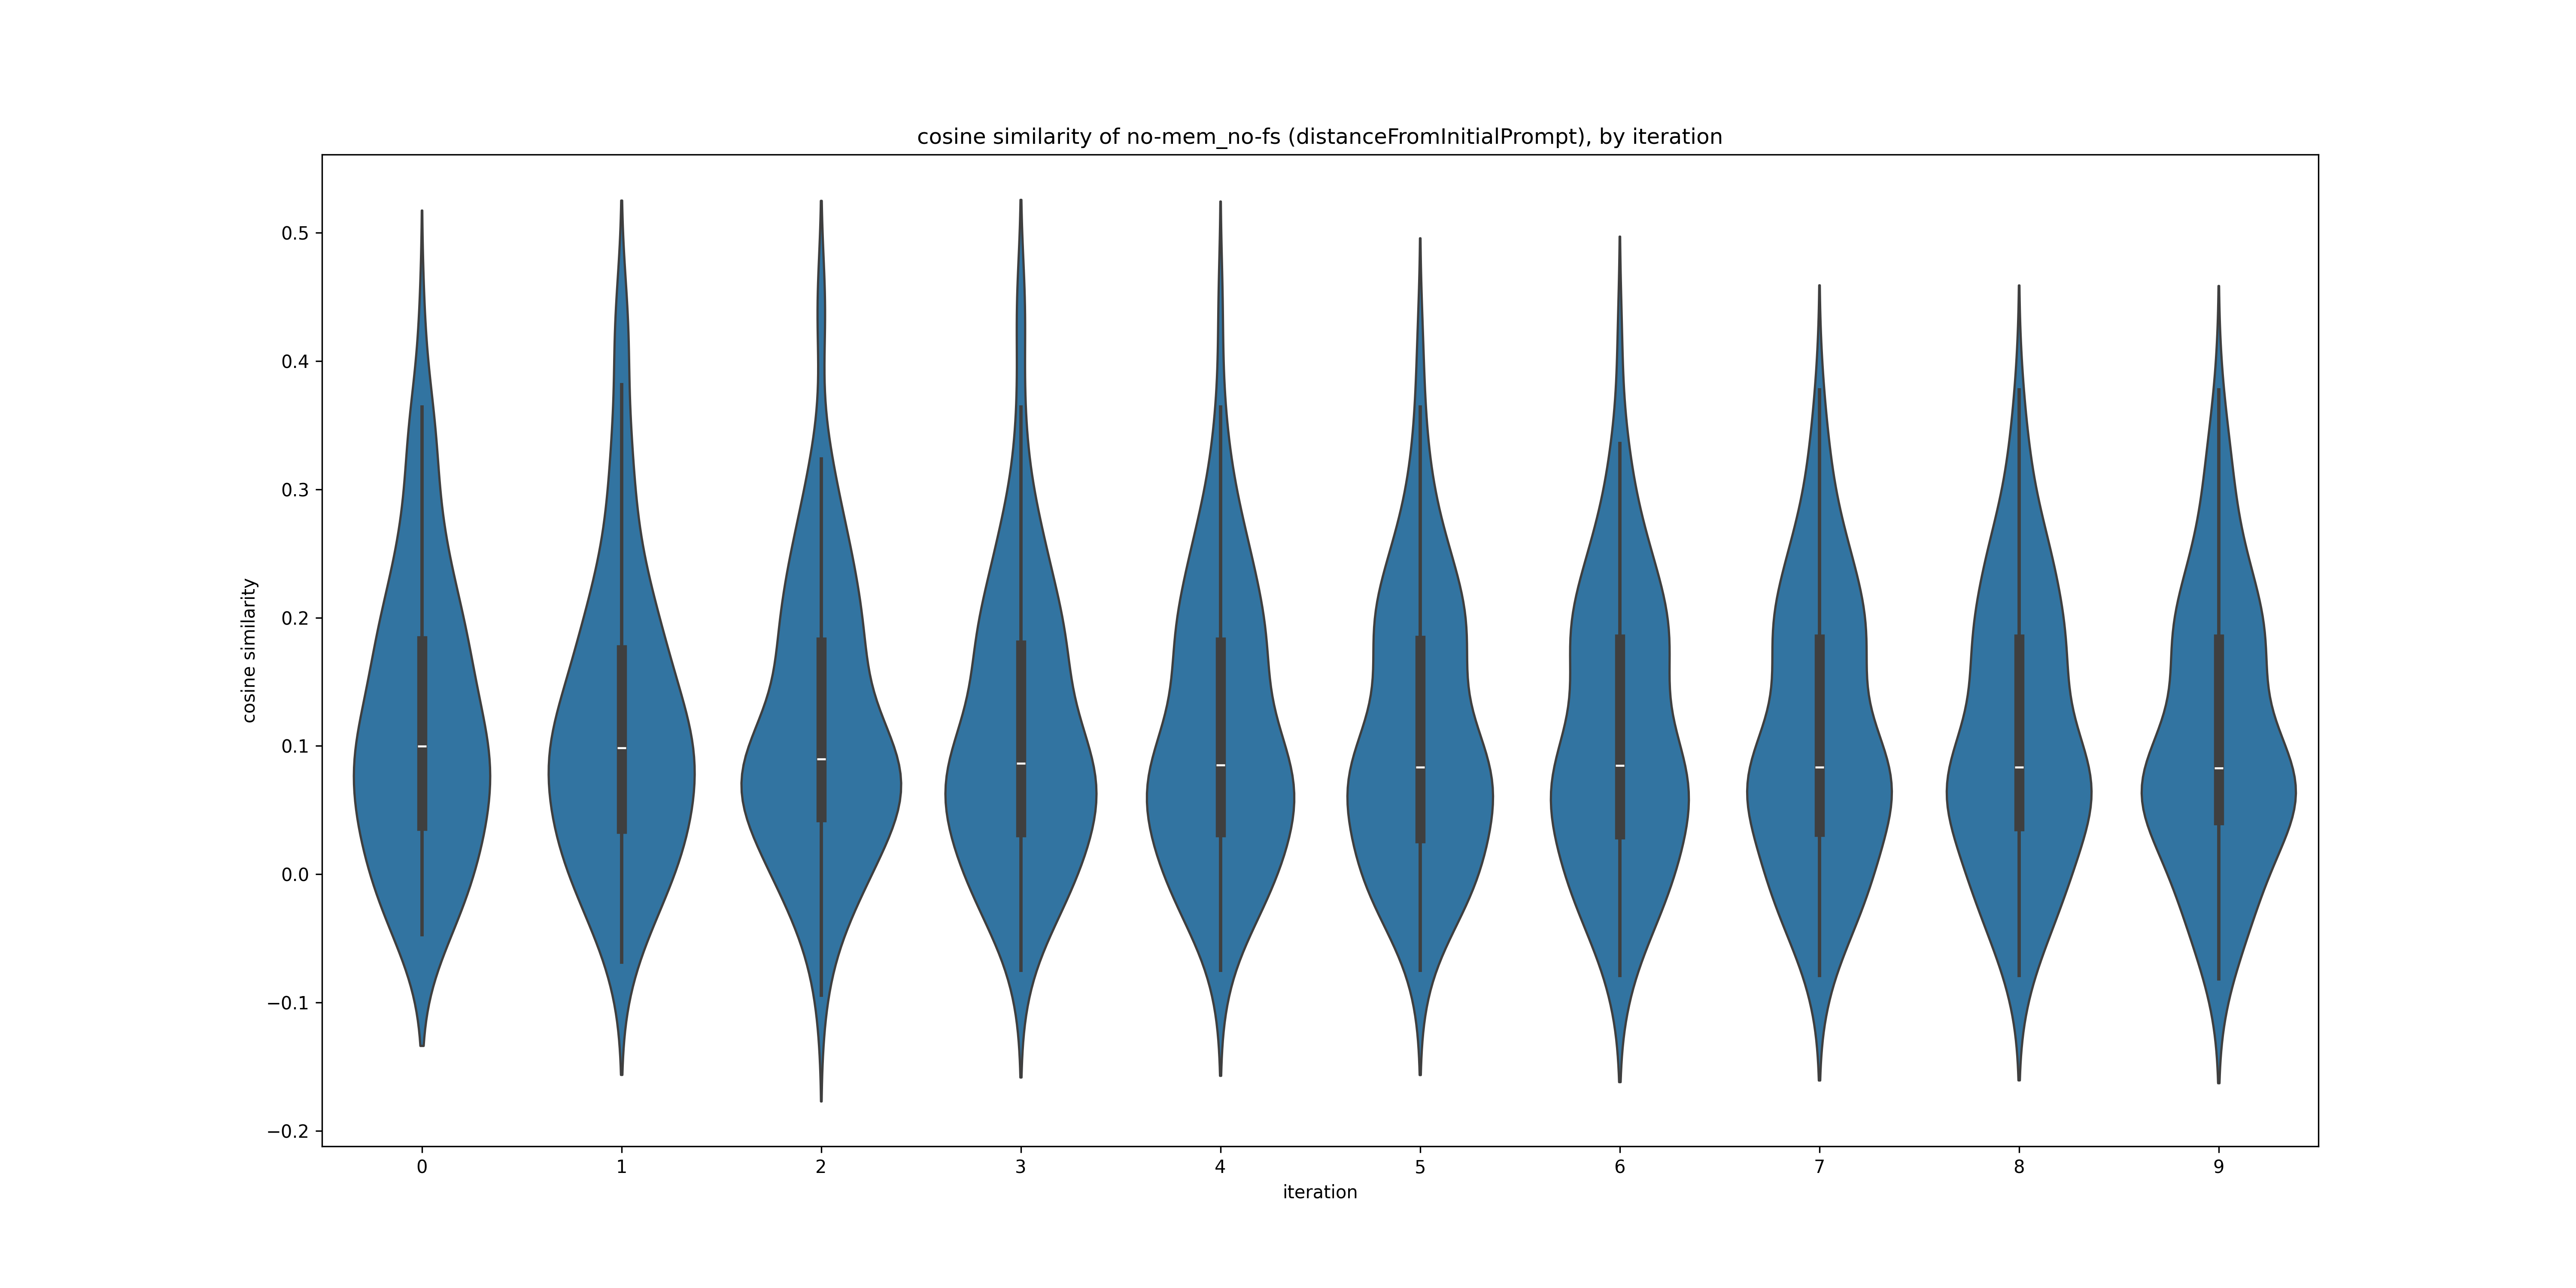 cosine similarity of no-mem_no-fs (distanceFromInitialPrompt), by iteration
cosine similarity
0.5
0.4
0.3
0.2
0.1
0.0
−0.1
−0.2
0 1 2 3 4 5 6 7 8 9
iteration